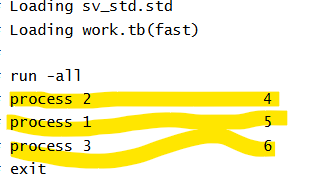 Loading sv_std.std
Loading work.tb(fast)
run -all
process 2 4
process 1 5
process 3 6
exit